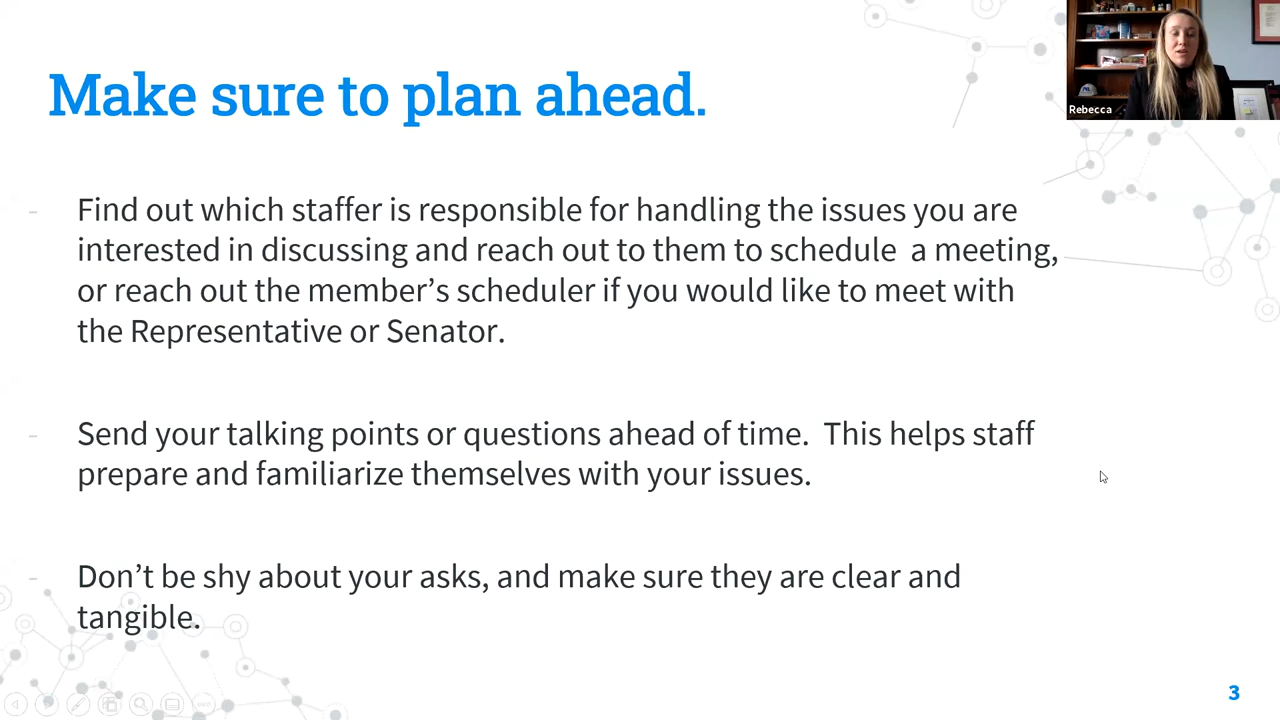 Make sure to plan ahead.
Rebecca
- Find out which staffer is responsible for handling the issues you are
interested in discussing and reach out to them to schedule  a meeting,
or reach out the member’s scheduler if you would like to meet with
the Representative or Senator.
- Send your talking points or questions ahead of time.  This helps staff
prepare and familiarize themselves with your issues.
- Don’t be shy about your asks, and make sure they are clear and
tangible.
3